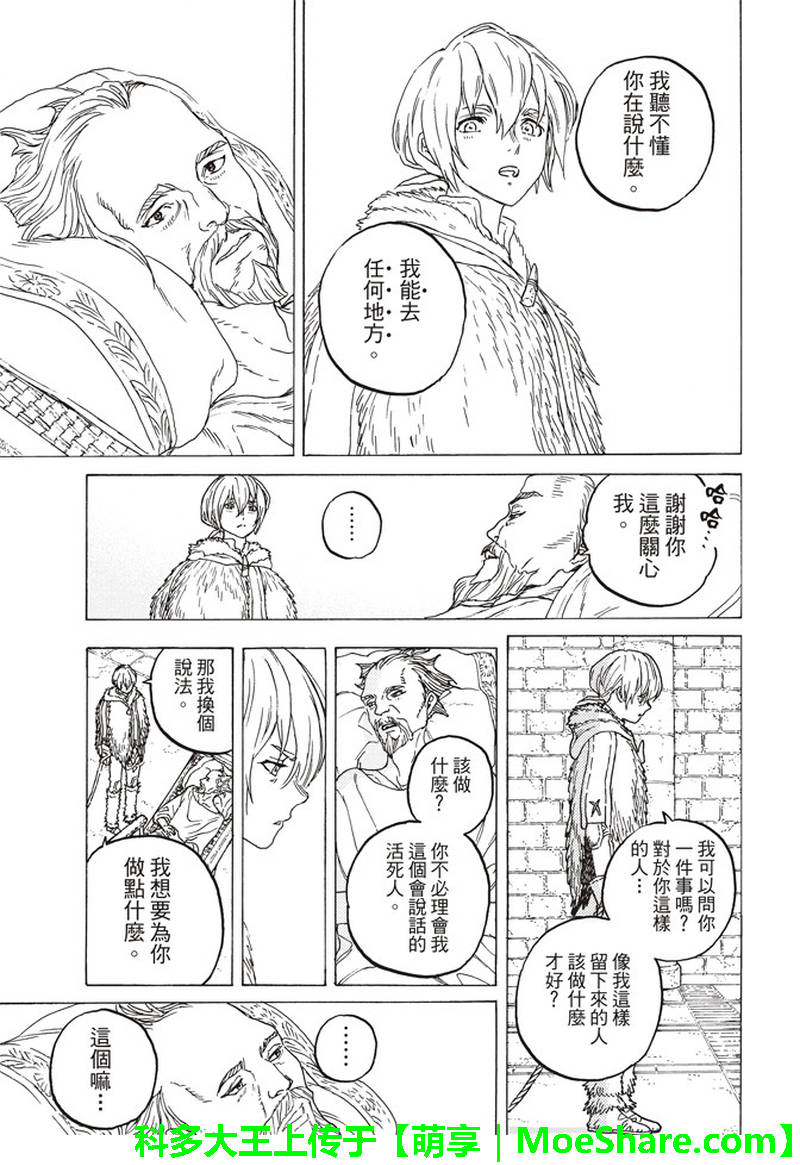 我聽不懂
你在說什麼。
我能去
任何地方。
哈
哈…
謝謝你
這麼關心
我。
……
我可以問你
一件事嗎?
對於你這樣
的人…
像我這樣
留下來的人
該做什麼
才好?
該做
什麼?
你不必理會我
這個會說話的
活死人。
那我換個
說法。
我想要為你
做點什麼。
……
這個嘛…
科多大王上传于【萌享|MoeShare.com】